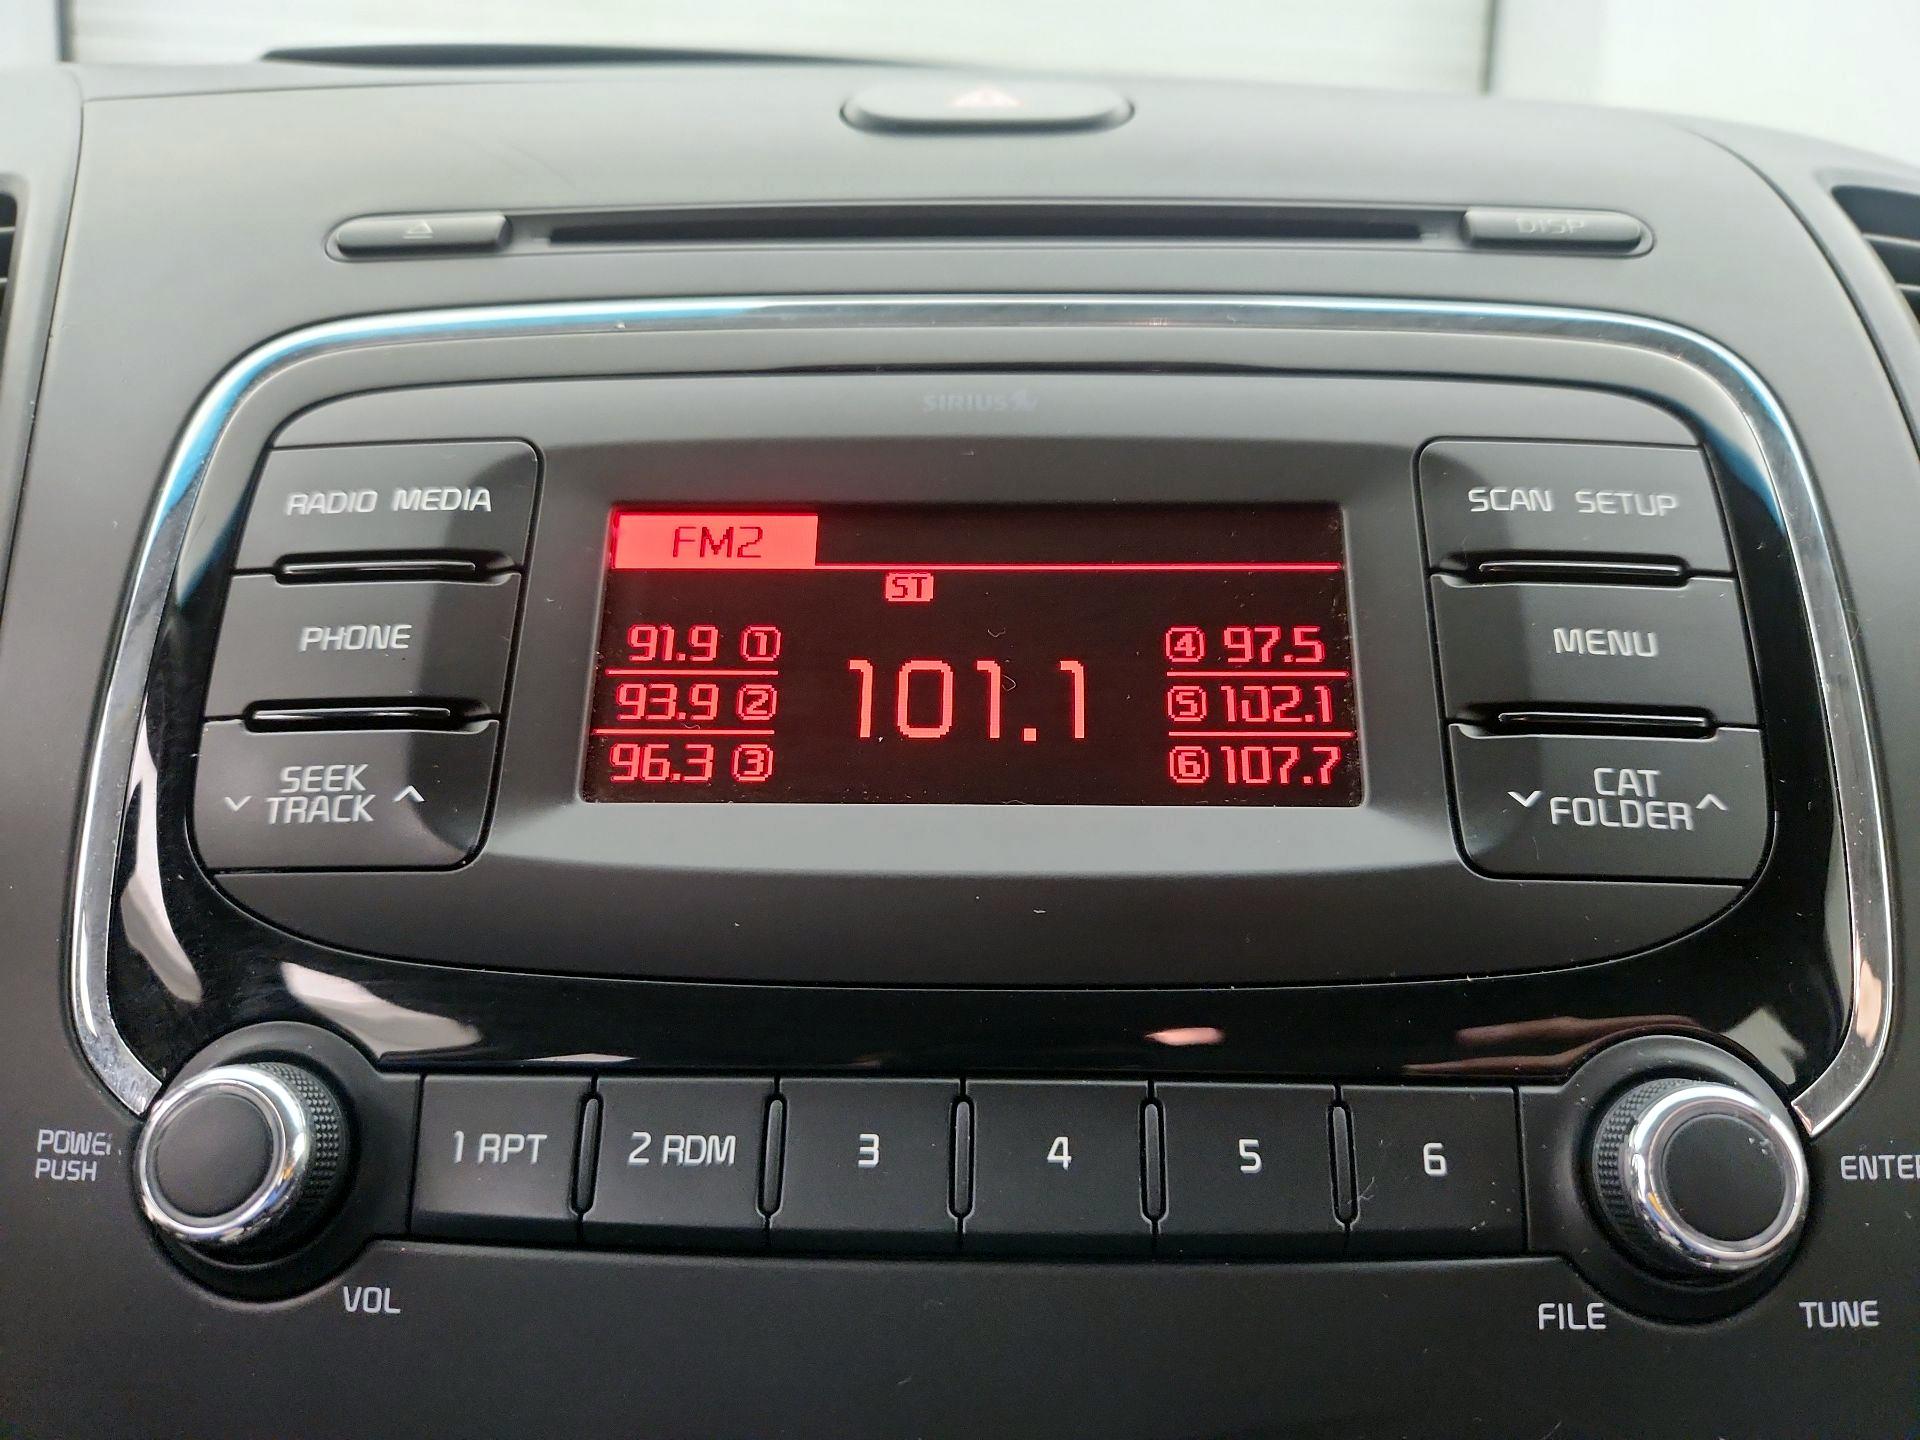 DISP
SIRIUS
RADIO MEDIA
PHONE
SEEK
TRACK
FM2
ST
91.9 1
93.9 2
96.3 3
101.1
4 97.5
5 102.1
6 107.7
SCAN SETUP
MENU
CAT
FOLDER
POWE
PUSH
VOL
1 RPT
2 RDM
3
4
5
6
ENTE
FILE
TUNE